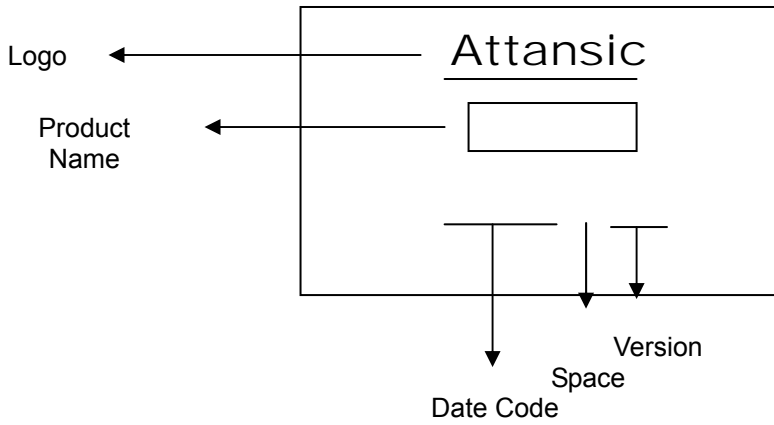 Attansic
Logo
Product
Name
Version
Space
Date Code